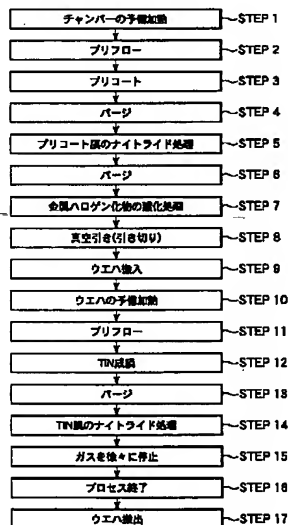 チャンバーの予備加熱 STEP 1
プリフロー STEP 2
プリコート STEP 3
パージ STEP 4
プリコート膜のナイトライド処理 STEP 5
パージ STEP 6
金属ハロゲン化物の酸化処理 STEP 7
真空引き(引き切り) STEP 8
ウエハ搬入 STEP 9
ウエハの予備加熱 STEP 10
プリフロー STEP 11
TiN成膜 STEP 12
パージ STEP 13
TiN膜のナイトライド処理 STEP 14
ガスを徐々に停止 STEP 15
プロセス終了 STEP 16
ウエハ搬出 STEP 17